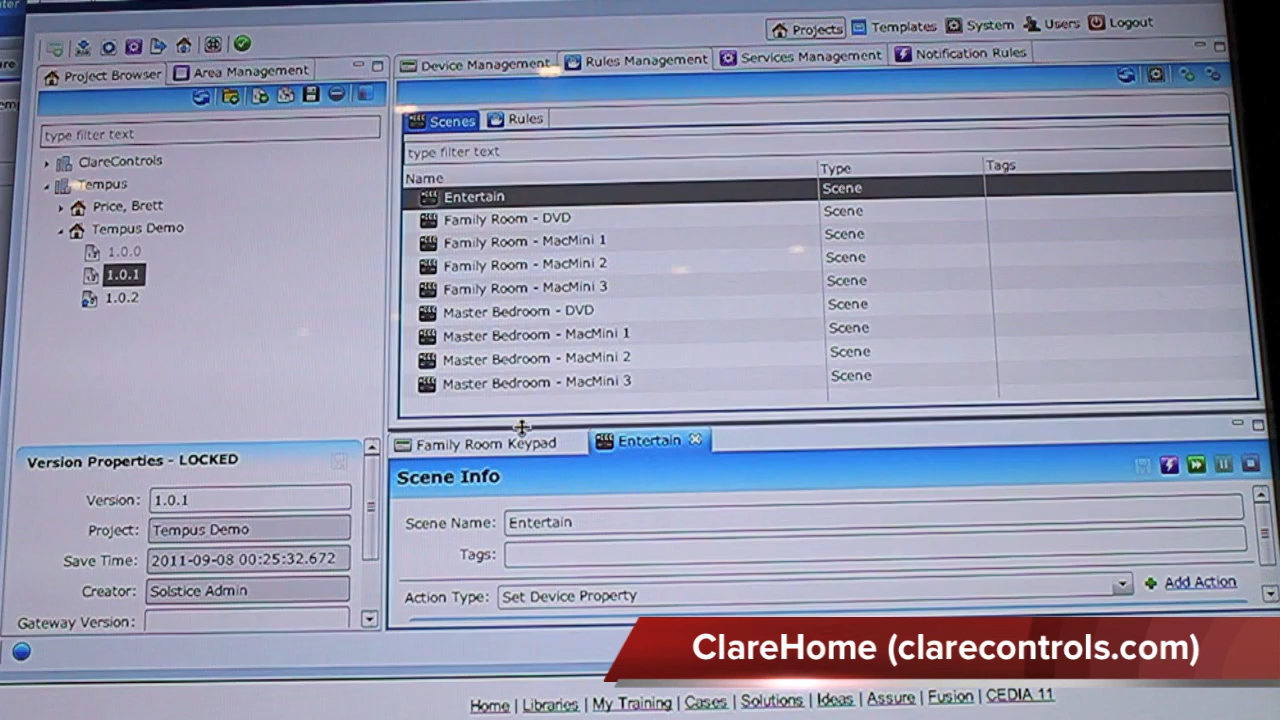 Projects Templates System Users Logout
Project Browser Area Management
Device Management Rules Management Services Management Notification Rules
type filter text
ClareControls
Tempus
Price, Brett
Tempus Demo
1.0.0
1.0.1
1.0.2
Scenes Rules
type filter text
Name Type Tags
Entertain Scene
Family Room - DVD Scene
Family Room - MacMini 1 Scene
Family Room - MacMini 2 Scene
Family Room - MacMini 3 Scene
Master Bedroom - DVD Scene
Master Bedroom - MacMini 1 Scene
Master Bedroom - MacMini 2 Scene
Master Bedroom - MacMini 3 Scene
Version Properties - LOCKED
Version: 1.0.1
Project: Tempus Demo
Save Time: 2011-09-08 00:25:32.672
Creator: Solstice Admin
Gateway Version:
Family Room Keypad Entertain
Scene Info
Scene Name: Entertain
Tags:
Action Type: Set Device Property Add Action
ClareHome (clarecontrols.com)
Home | Libraries | My Training | Cases | Solutions | Ideas | Assure | Fusion | CEDIA 11